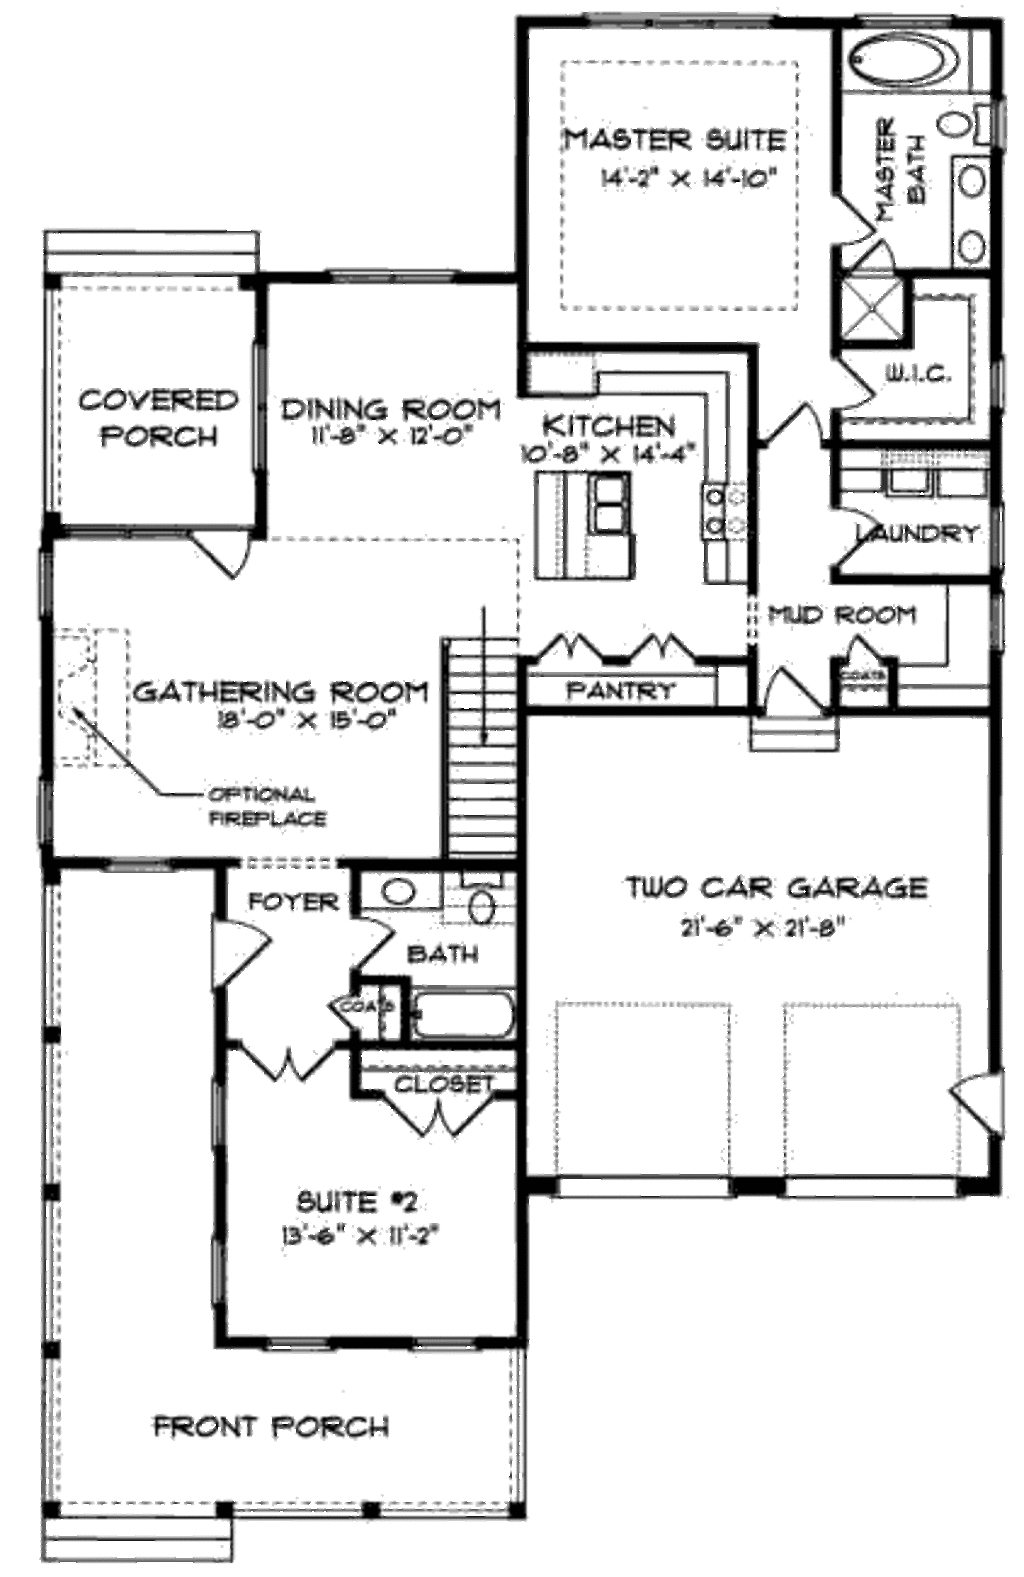 MASTER SUITE
14'-2" X 14'-10"
MASTER
BATH
W.I.C.
COVERED
PORCH
DINING ROOM
11'-8" X 12'-0"
KITCHEN
10'-8" X 14'-4"
LAUNDRY
MUD ROOM
COATS
PANTRY
GATHERING ROOM
18'-0" X 15'-0"
OPTIONAL
FIREPLACE
TWO CAR GARAGE
21'-6" X 21'-8"
FOYER
BATH
COATS
CLOSET
SUITE #2
13'-6" X 11'-2"
FRONT PORCH